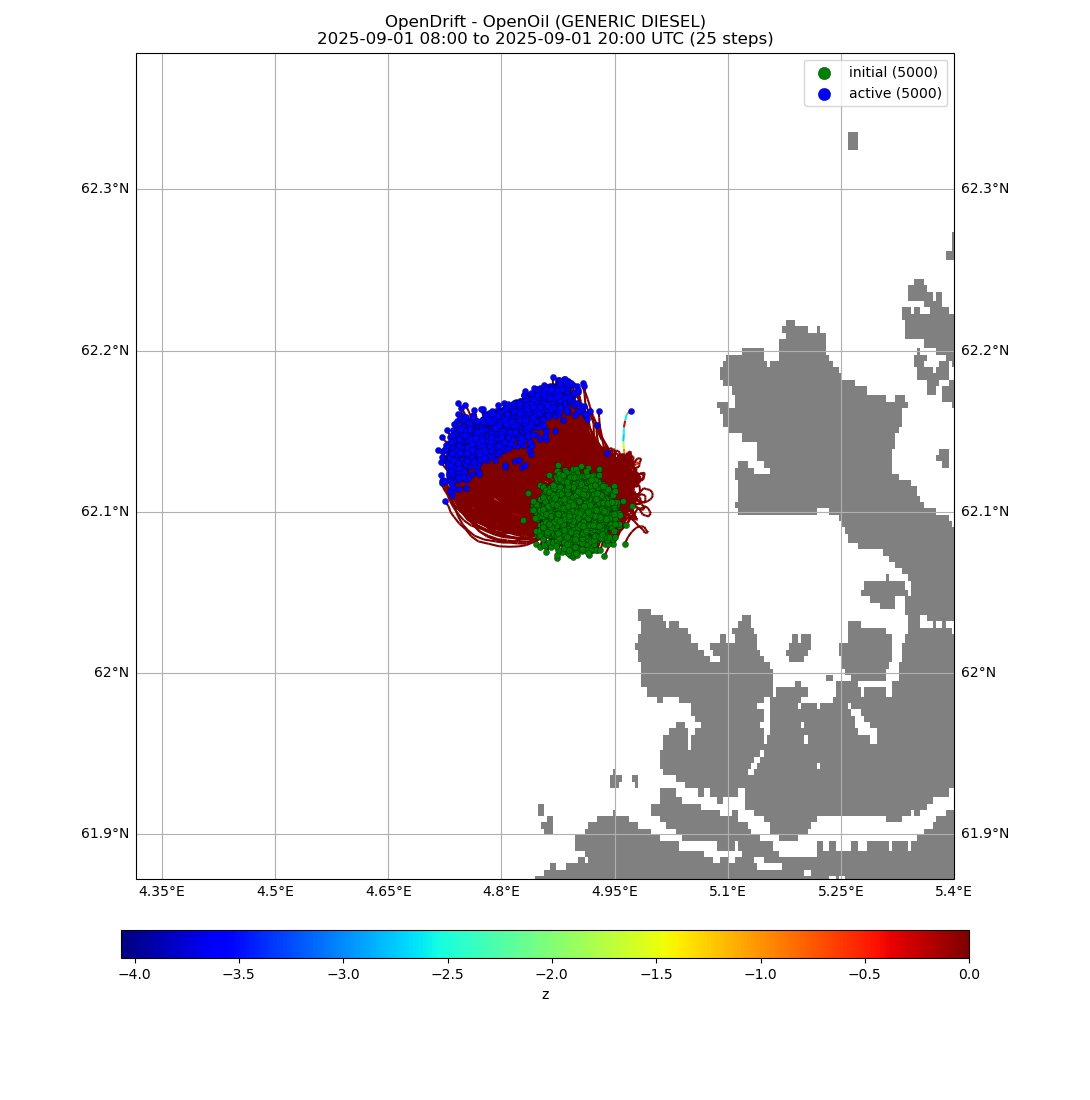 OpenDrift - OpenOil (GENERIC DIESEL)
2025-09-01 08:00 to 2025-09-01 20:00 UTC (25 steps)
initial (5000)
active (5000)
62.3°N 62.3°N
62.2°N 62.2°N
62.1°N 62.1°N
62°N 62°N
61.9°N 61.9°N
4.35°E 4.5°E 4.65°E 4.8°E 4.95°E 5.1°E 5.25°E 5.4°E
−4.0 −3.5 −3.0 −2.5 −2.0 −1.5 −1.0 −0.5 0.0
z